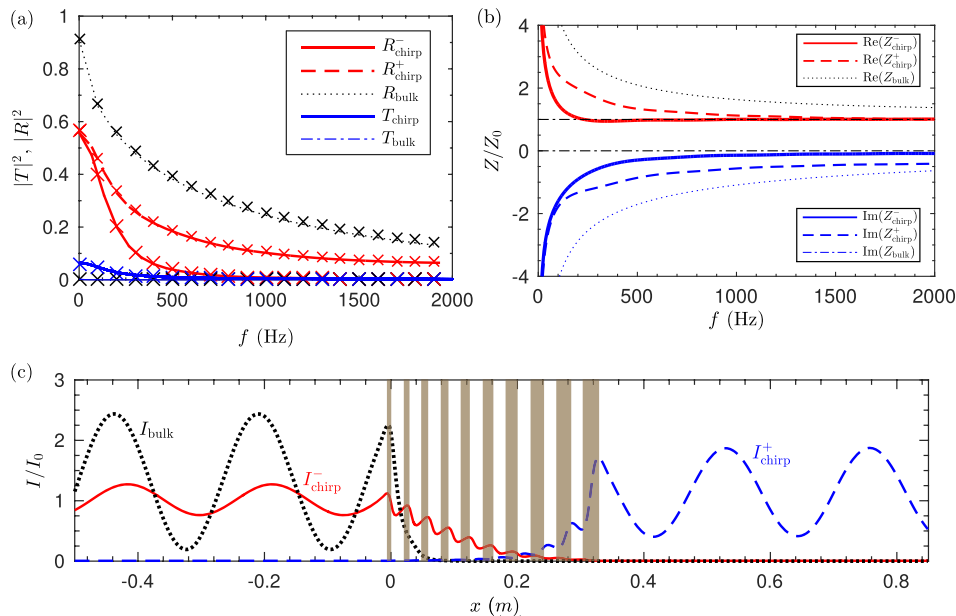 (a)
1
0.8
0.6
0.4
0.2
0
|T|², |R|²
R⁻chirp
R⁺chirp
Rbulk
Tchirp
Tbulk
0 500 1000 1500 2000
f (Hz)
(b)
4
2
0
-2
-4
Z/Z₀
Re(Z⁻chirp)
Re(Z⁺chirp)
Re(Zbulk)
Im(Z⁻chirp)
Im(Z⁺chirp)
Im(Zbulk)
0 500 1000 1500 2000
f (Hz)
(c)
3
2
1
0
I/I₀
Ibulk
I⁻chirp
I⁺chirp
-0.4 -0.2 0 0.2 0.4 0.6 0.8
x (m)